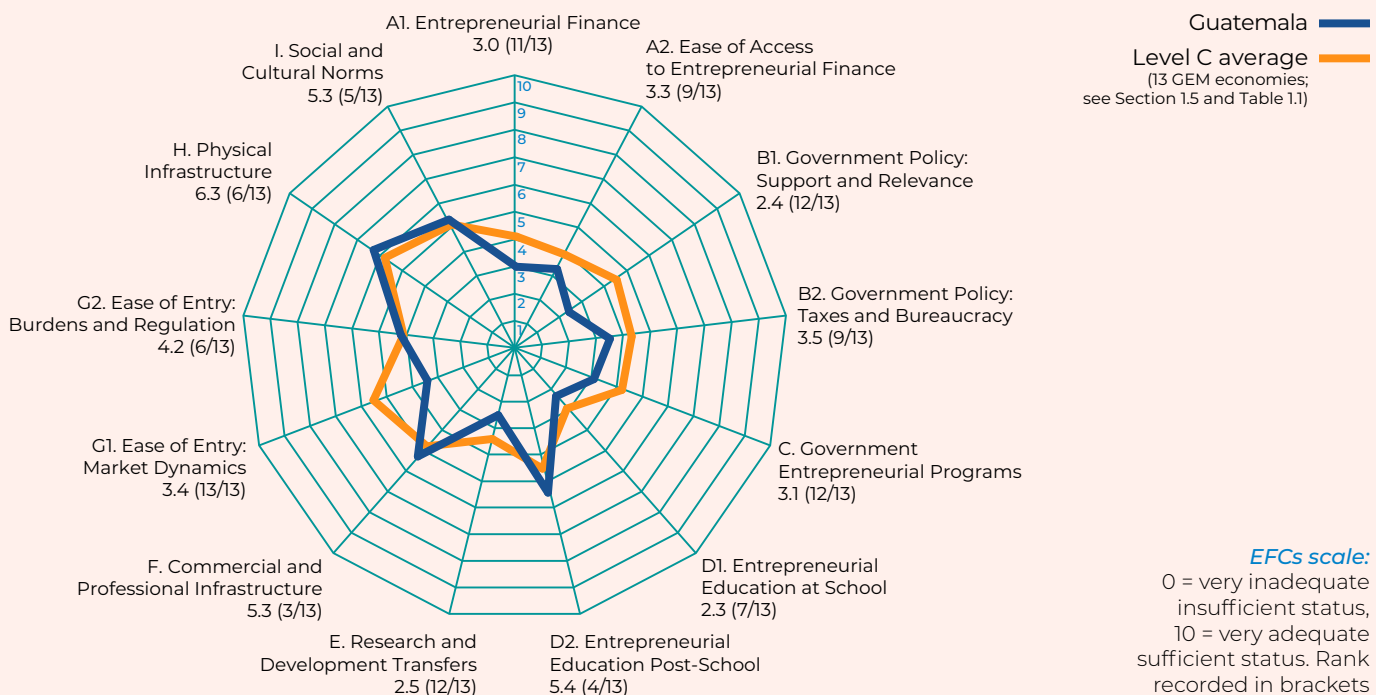 A1. Entrepreneurial Finance
3.0 (11/13)
A2. Ease of Access
to Entrepreneurial Finance
3.3 (9/13)
B1. Government Policy:
Support and Relevance
2.4 (12/13)
B2. Government Policy:
Taxes and Bureaucracy
3.5 (9/13)
C. Government
Entrepreneurial Programs
3.1 (12/13)
D1. Entrepreneurial
Education at School
2.3 (7/13)
D2. Entrepreneurial
Education Post-School
5.4 (4/13)
E. Research and
Development Transfers
2.5 (12/13)
F. Commercial and
Professional Infrastructure
5.3 (3/13)
G1. Ease of Entry:
Market Dynamics
3.4 (13/13)
G2. Ease of Entry:
Burdens and Regulation
4.2 (6/13)
H. Physical
Infrastructure
6.3 (6/13)
I. Social and
Cultural Norms
5.3 (5/13)
10
9
8
7
6
5
4
3
2
1
Guatemala
Level C average
(13 GEM economies;
see Section 1.5 and Table 1.1)
EFCs scale:
0 = very inadequate
insufficient status,
10 = very adequate
sufficient status. Rank
recorded in brackets